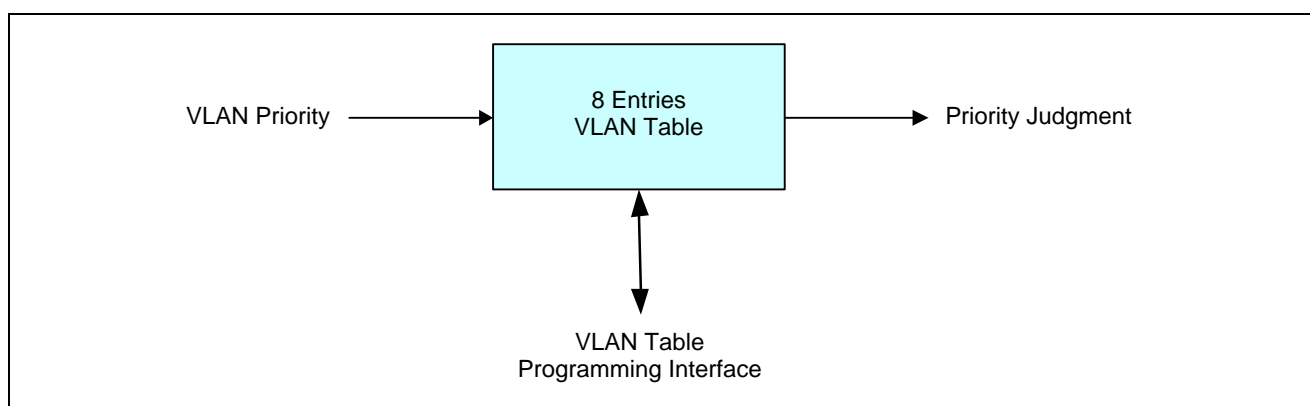 VLAN Priority
8 Entries
VLAN Table
Priority Judgment
VLAN Table
Programming Interface